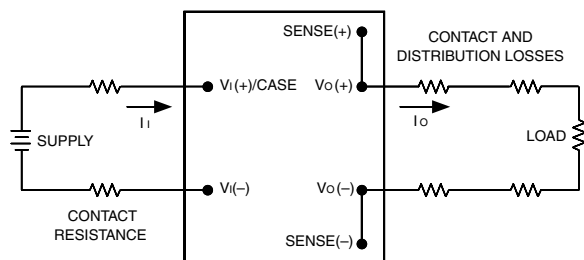 SENSE(+)
CONTACT AND
DISTRIBUTION LOSSES
VI(+)/CASE
VO(+)
II
IO
SUPPLY
LOAD
VI(–)
VO(–)
CONTACT
RESISTANCE
SENSE(–)